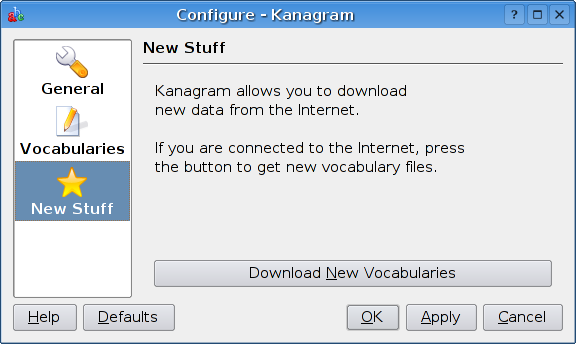 Configure - Kanagram
General
Vocabularies
New Stuff
New Stuff
Kanagram allows you to download
new data from the Internet.
If you are connected to the Internet, press
the button to get new vocabulary files.
Download New Vocabularies
Help Defaults OK Apply Cancel